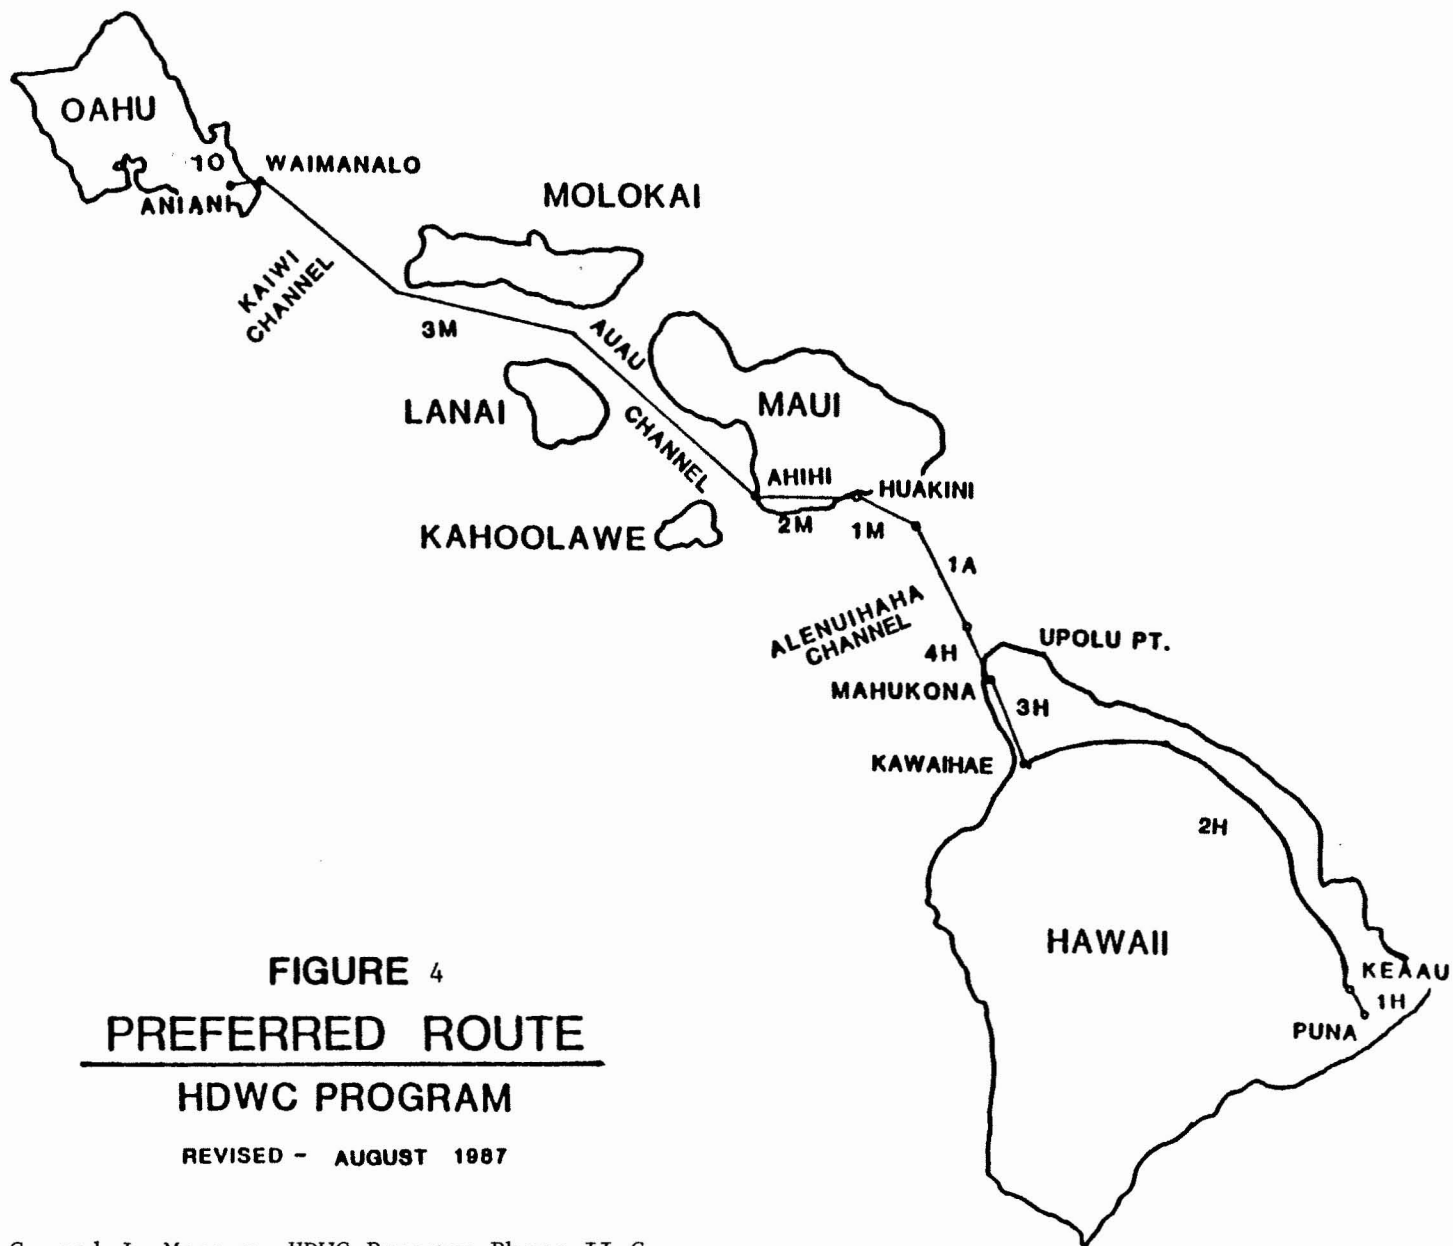 OAHU
10
WAIMANALO
ANIANI
MOLOKAI
KAIWI
CHANNEL
3M
AUAU
CHANNEL
LANAI
MAUI
AHIHI
HUAKINI
2M
1M
KAHOOLAWE
1A
ALENUIHAHA
CHANNEL
UPOLU PT.
4H
MAHUKONA
3H
KAWAIHAE
2H
HAWAII
KEAAU
1H
PUNA
FIGURE 4
PREFERRED ROUTE
HDWC PROGRAM
REVISED - AUGUST 1987